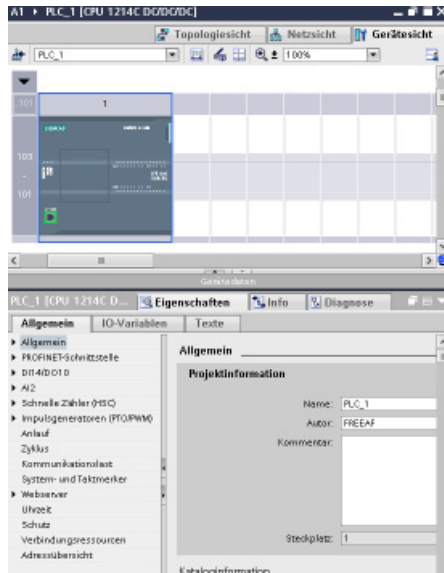 A1 ▸ PLC_1 [CPU 1214C DC/DC/DC]
Topologiesicht Netzsicht Gerätesicht
PLC_1 100%
101 1
SIEMENS
103
-
101
Gerätedaten
PLC_1 [CPU 1214C D... Eigenschaften Info Diagnose
Allgemein IO-Variablen Texte
Allgemein
PROFINET-Schnittstelle
DI14/DO10
AI2
Schnelle Zähler (HSC)
Impulsgeneratoren (PTO/PWM)
Anlauf
Zyklus
Kommunikationslast
System- und Taktmerker
Webserver
Uhrzeit
Schutz
Verbindungsressourcen
Adressübersicht
Allgemein
Projektinformation
Name: PLC_1
Autor: FREEAF
Kommentar:
Steckplatz: 1
Kataloginformation